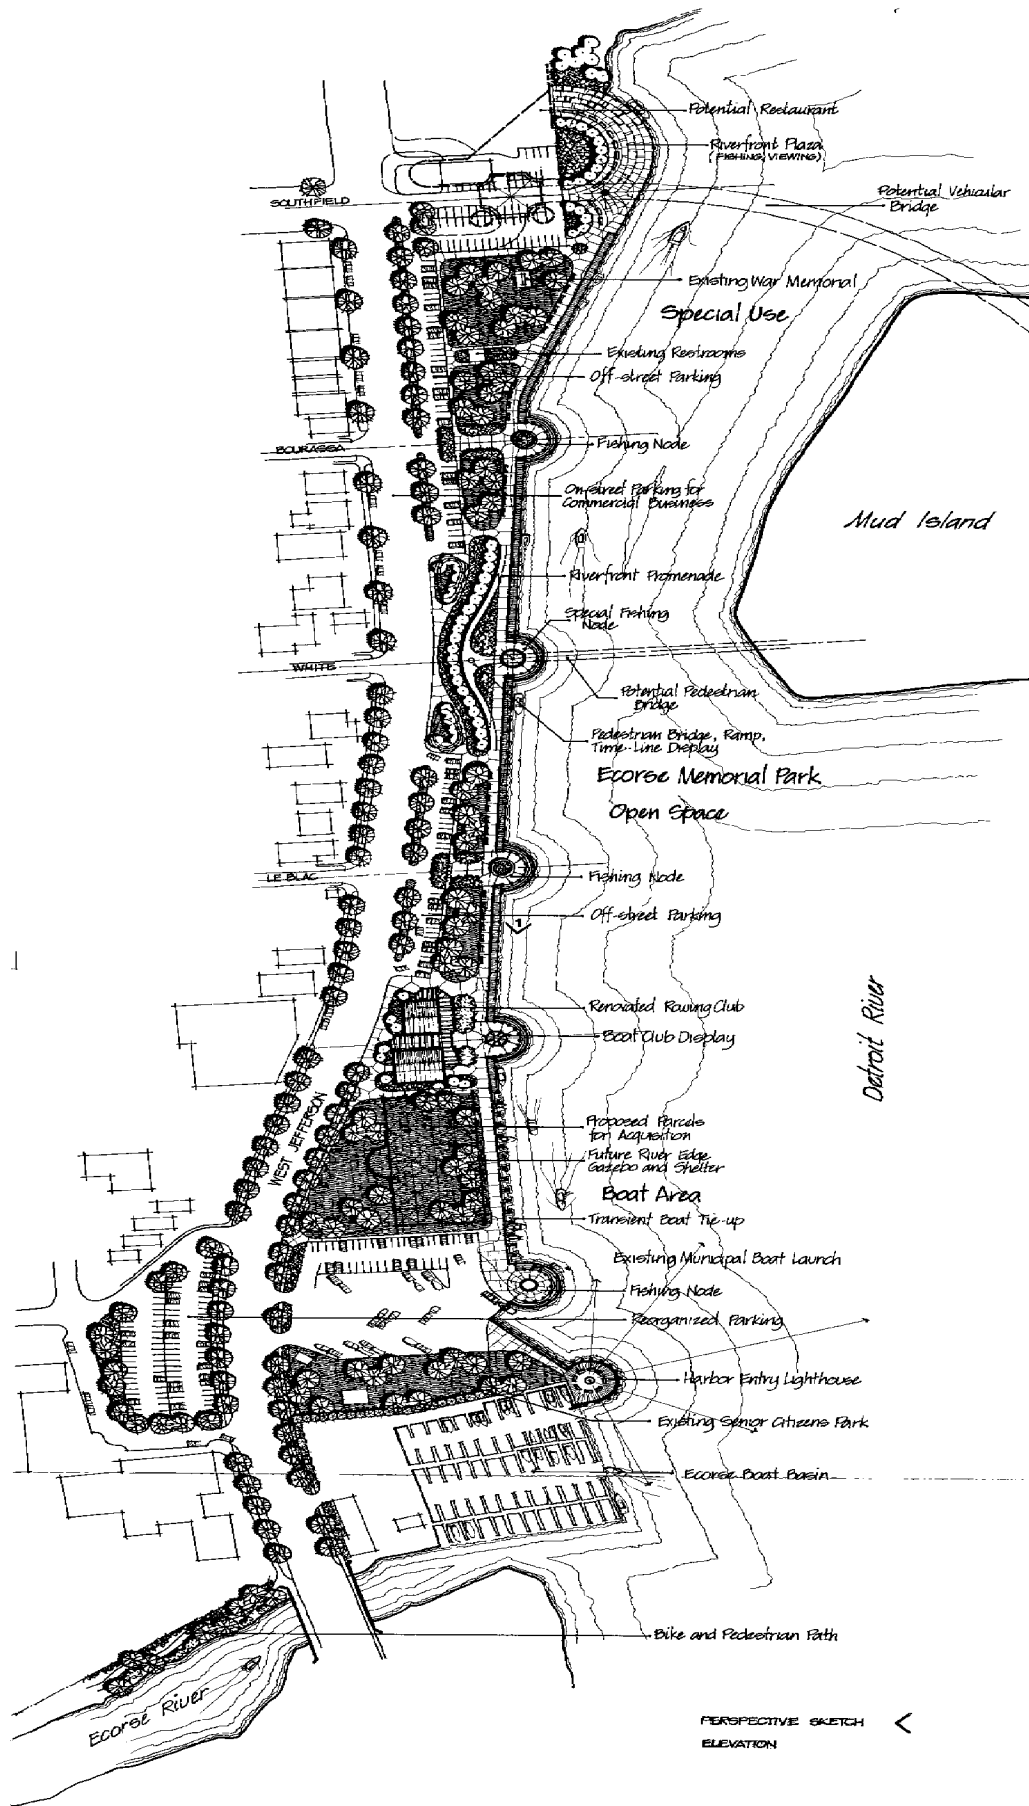 Potential Restaurant
Riverfront Plaza
(FISHING, VIEWING)
Potential Vehicular
Bridge
SOUTHFIELD
Existing War Memorial
Special Use
Existing Restrooms
Off-street Parking
BOURASSA
Fishing Node
On-street Parking for
Commercial Business
Mud Island
Riverfront Promenade
Special Fishing
Node
WHITE
Potential Pedestrian
Bridge
Pedestrian Bridge, Ramp,
Time-Line Display
Ecorse Memorial Park
Open Space
LE BLAC
Fishing Node
Off-street Parking
1
Renovated Rowing Club
Boat Club Display
Detroit River
WEST JEFFERSON
Proposed Parcels
for Acquisition
Future River Edge
Gazebo and Shelter
Boat Area
Transient Boat Tie-up
Existing Municipal Boat Launch
Fishing Node
Reorganized Parking
Harbor Entry Lighthouse
Existing Senior Citizens Park
Ecorse Boat Basin
Bike and Pedestrian Path
Ecorse River
PERSPECTIVE SKETCH
ELEVATION